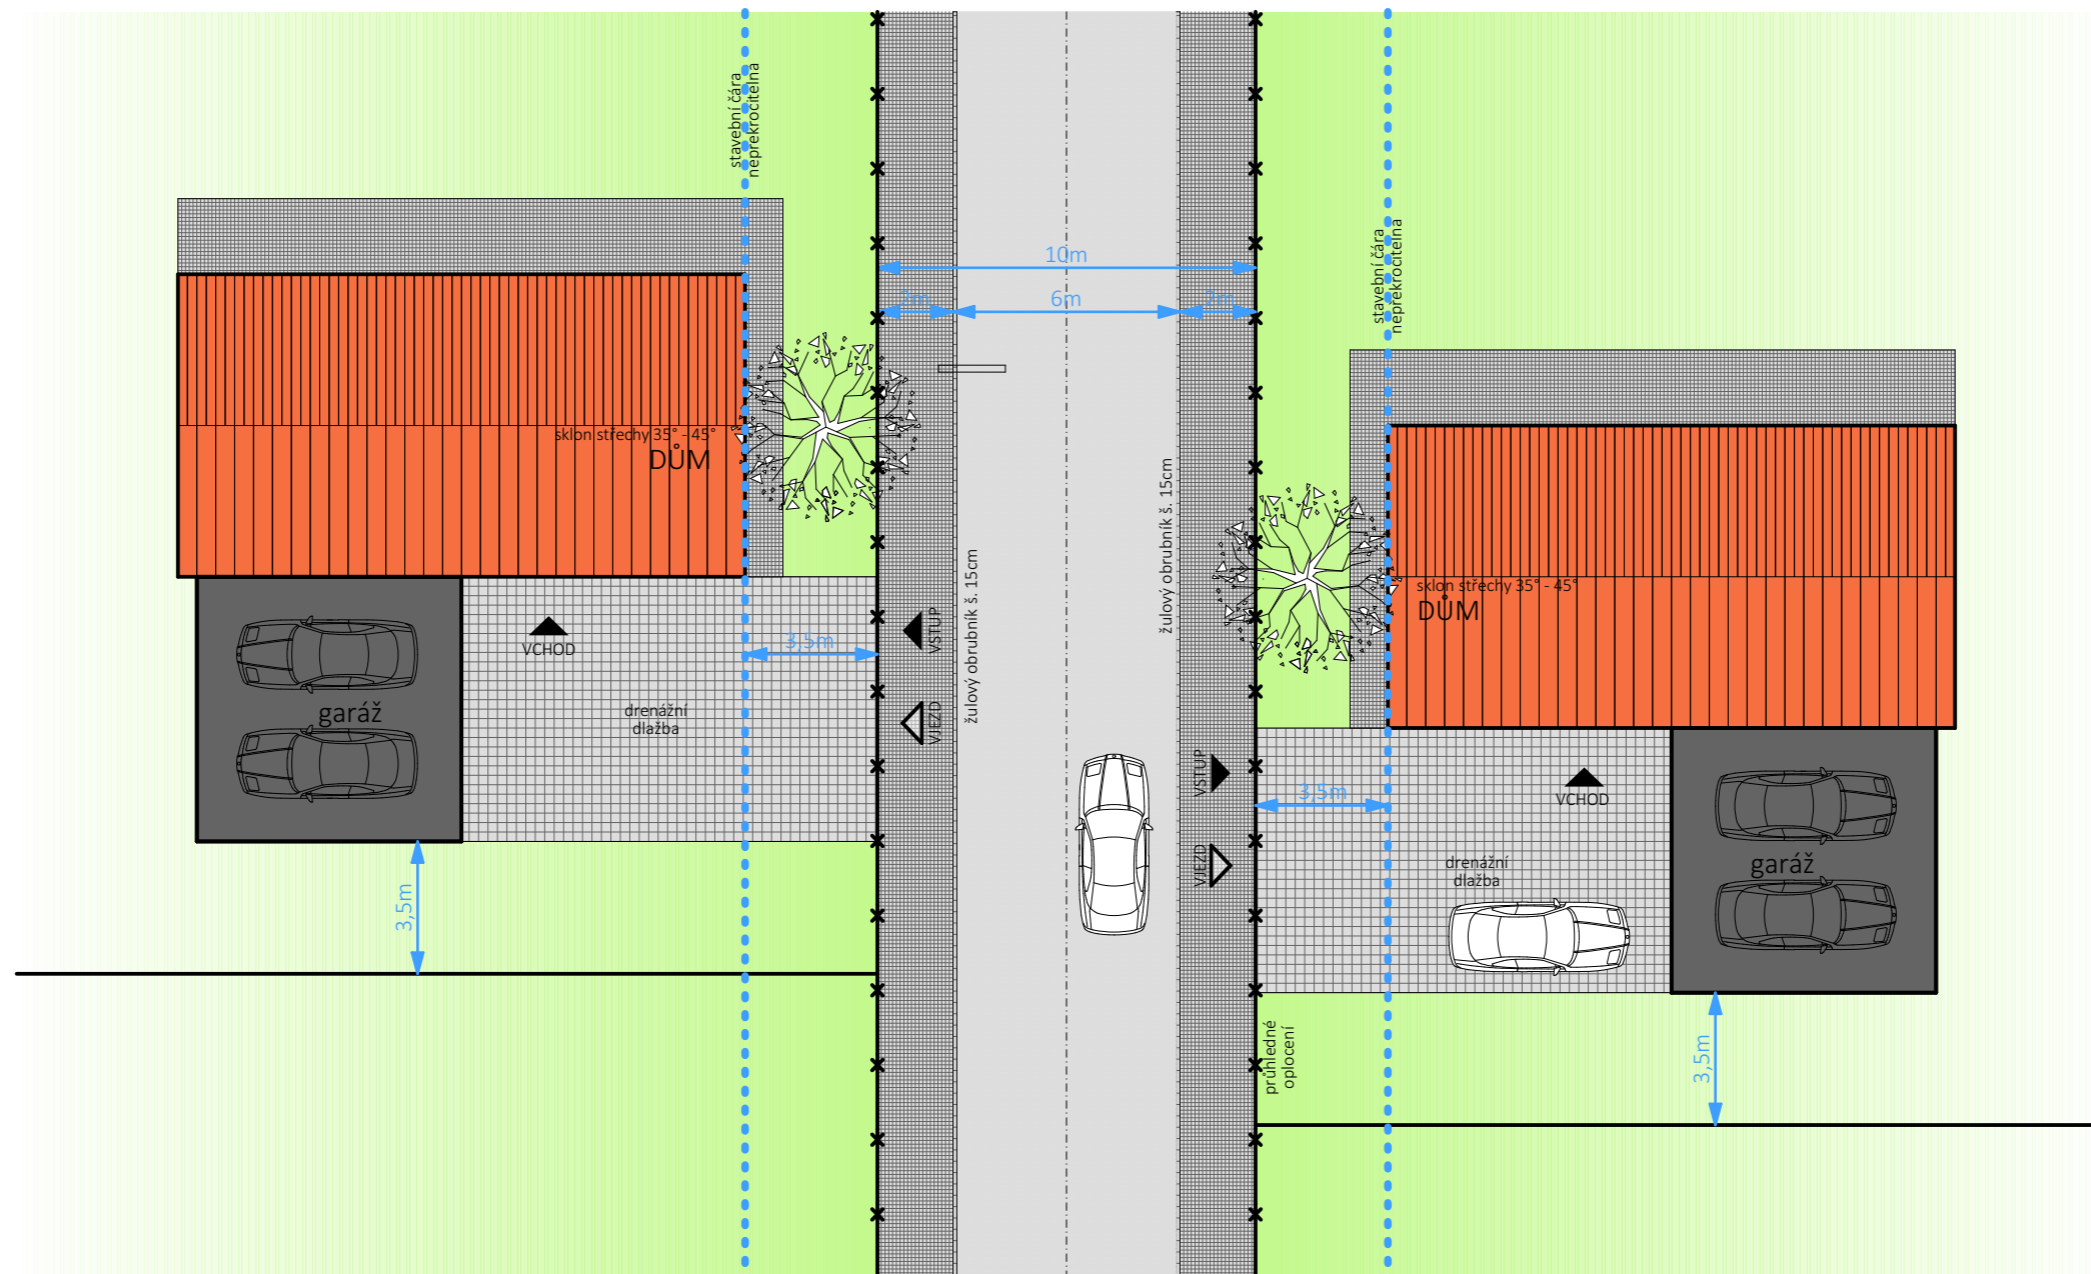 stavební čára
nepřekročitelna
stavební čára
nepřekročitelna
10m
2m
6m
2m
sklon střechy 35° - 45°
DŮM
žulový obrubník š. 15cm
žulový obrubník š. 15cm
sklon střechy 35° - 45°
DŮM
VCHOD
3,5m
VSTUP
garáž
drenážní
dlažba
VJEZD
VSTUP
3,5m
VCHOD
VJEZD
drenážní
dlažba
garáž
3,5m
průhledné
oplocení
3,5m